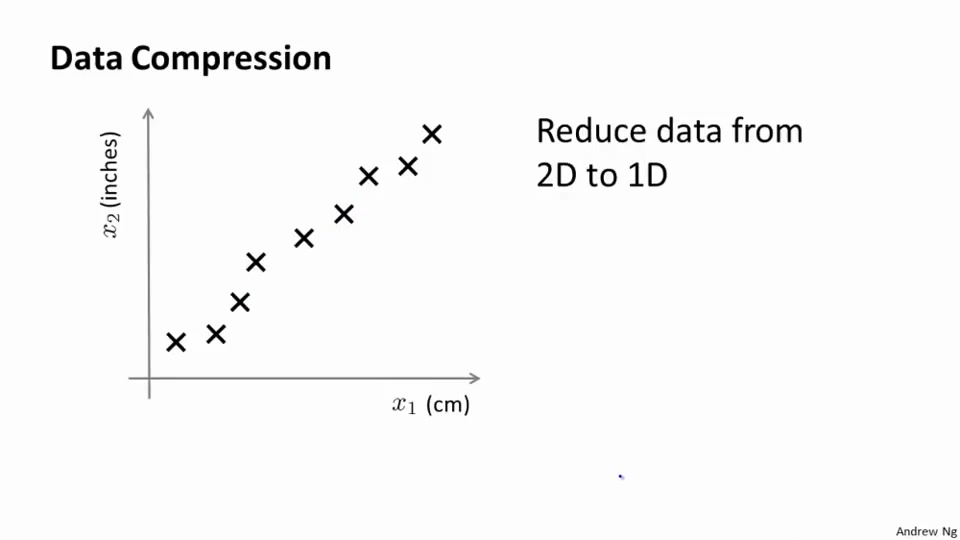 Data Compression
Reduce data from
2D to 1D
x₂ (inches)
x₁ (cm)
Andrew Ng